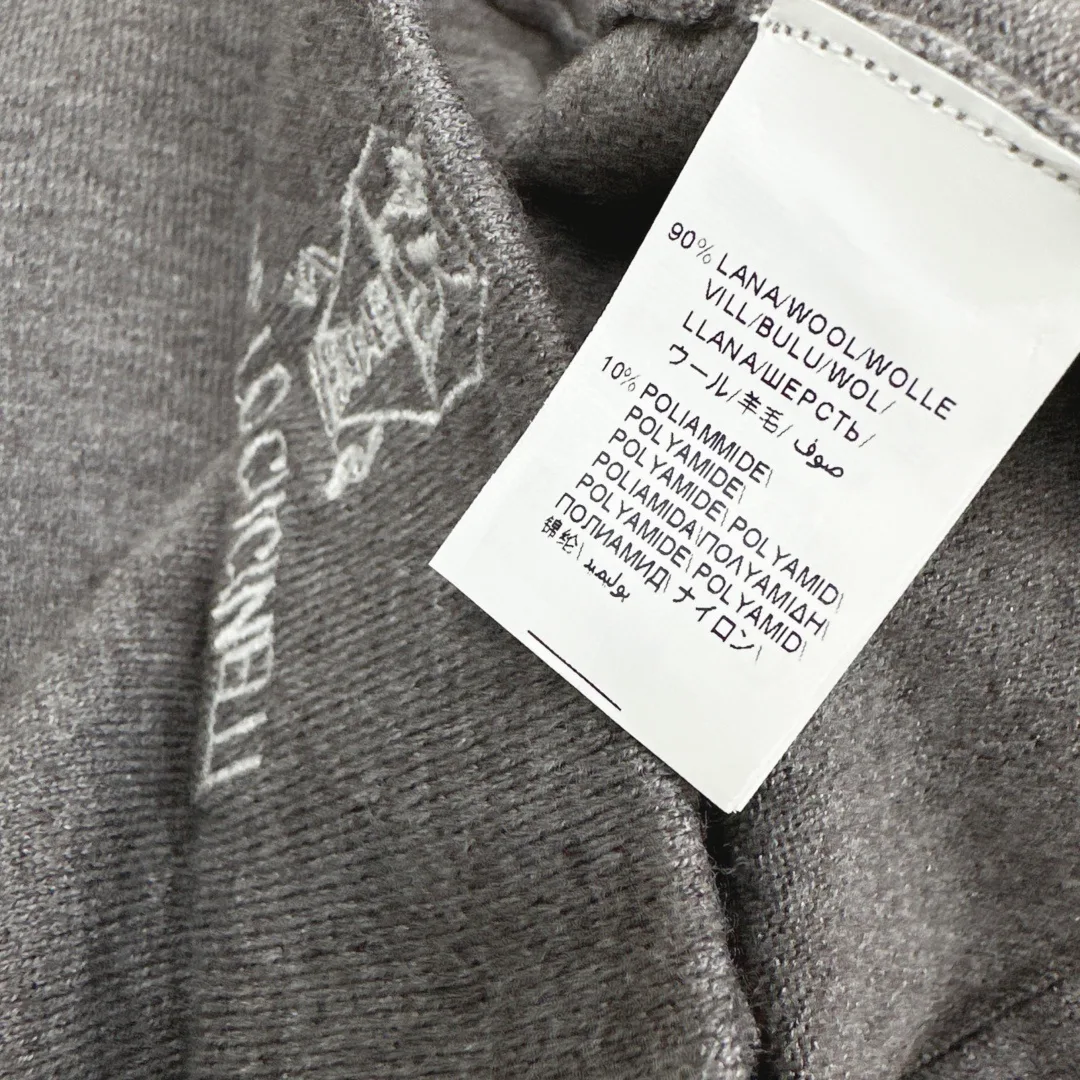 90% LANA/WOOL/WOLLE
VILL/BULU/WOL/
LLANA/ШЕРСТЬ/
ウール/羊毛/ صوف
10% POLIAMMIDE\
POLYAMIDE\
POLYAMIDE\POLYAMID\
POLIAMIDA\ΠΟΛΥΑΜΙΔΗ\
POLYAMIDE\POLYAMID\
ПОЛИАМИД\ ナイロン\
锦纶\
UCINELLI